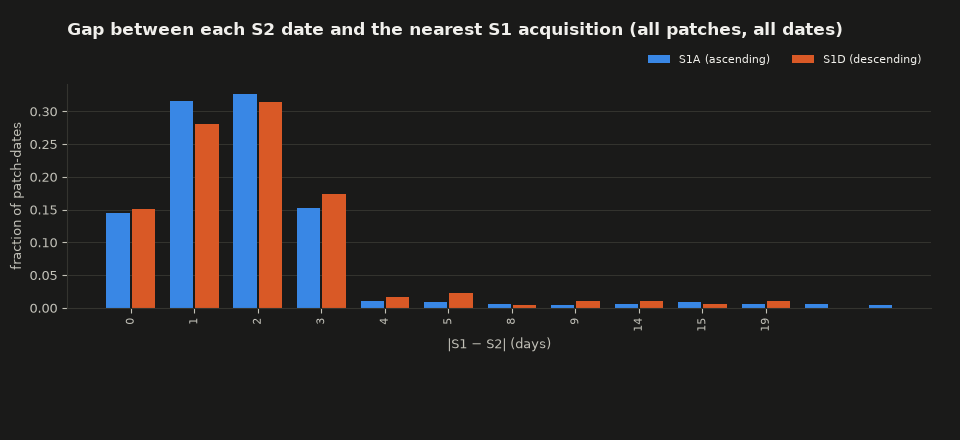 Gap between each S2 date and the nearest S1 acquisition (all patches, all dates)
S1A (ascending) S1D (descending)
fraction of patch-dates
0.30
0.25
0.20
0.15
0.10
0.05
0.00
0 1 2 3 4 5 8 9 14 15 19
|S1 − S2| (days)